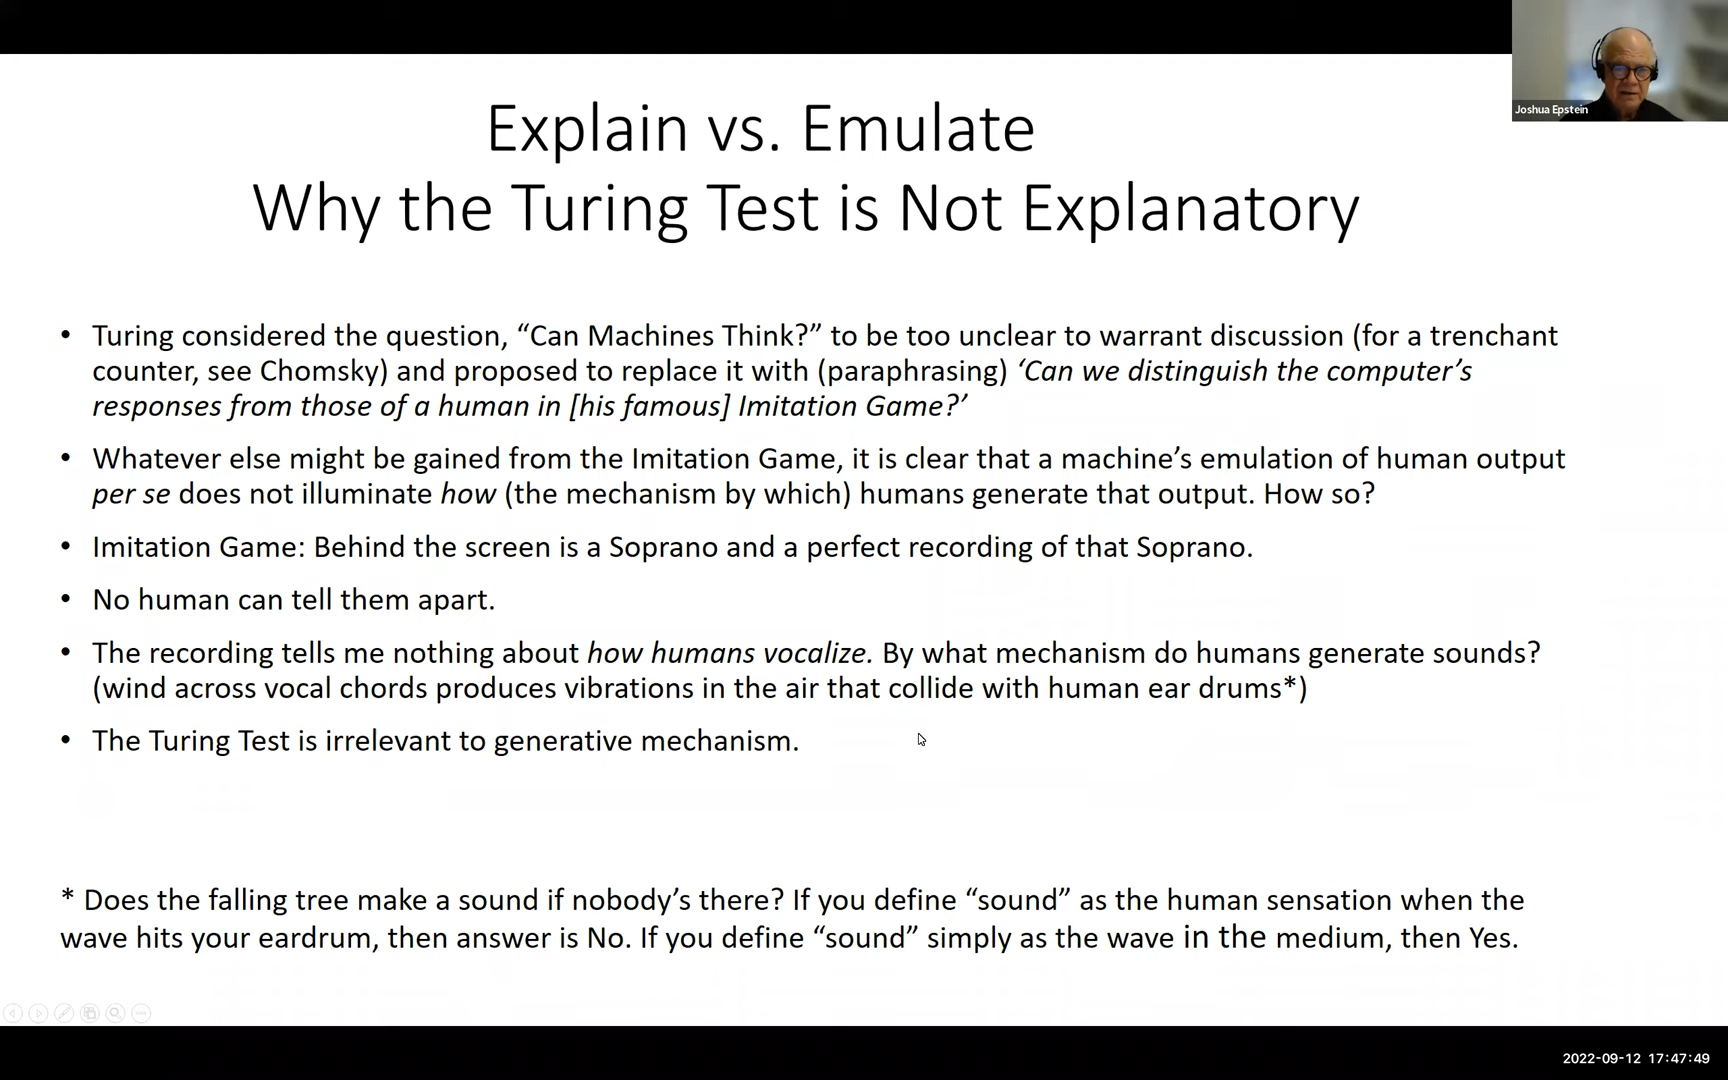 Joshua Epstein
Explain vs. Emulate
Why the Turing Test is Not Explanatory
• Turing considered the question, “Can Machines Think?” to be too unclear to warrant discussion (for a trenchant
counter, see Chomsky) and proposed to replace it with (paraphrasing) ‘Can we distinguish the computer’s
responses from those of a human in [his famous] Imitation Game?’
• Whatever else might be gained from the Imitation Game, it is clear that a machine’s emulation of human output
per se does not illuminate how (the mechanism by which) humans generate that output. How so?
• Imitation Game: Behind the screen is a Soprano and a perfect recording of that Soprano.
• No human can tell them apart.
• The recording tells me nothing about how humans vocalize. By what mechanism do humans generate sounds?
(wind across vocal chords produces vibrations in the air that collide with human ear drums*)
• The Turing Test is irrelevant to generative mechanism.
* Does the falling tree make a sound if nobody’s there? If you define “sound” as the human sensation when the
wave hits your eardrum, then answer is No. If you define “sound” simply as the wave in the medium, then Yes.
2022-09-12 17:47:49